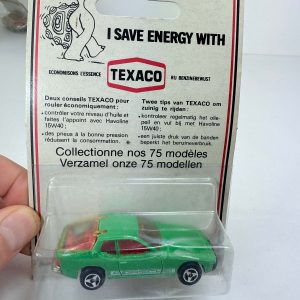 I SAVE ENERGY WITH
ECONOMISONS L'ESSENCE
TEXACO
RIJ BENZINEBEWUST
Deux conseils TEXACO pour
rouler économiquement:
• contrôler votre niveau d'huile et
faites l'appoint avec Havoline
15W40;
• des pneus à la bonne pression
réduisent la consommation.
Twee tips van TEXACO om
zuinig te rijden:
• kontroleer regelmatig het olie-
peil en vul bij met Havoline
15W40;
• een juiste druk van de banden
beperkt het benzineverbruik.
Collectionne nos 75 modèles
Verzamel onze 75 modellen